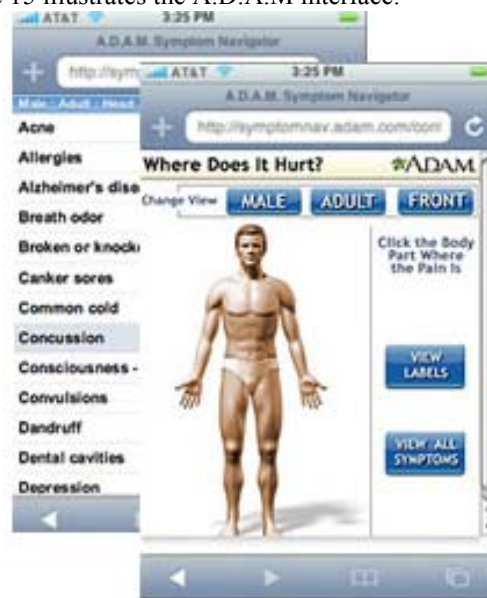 15 illustrates the A.D.A.M interface.
AT&T 3:25 PM
A.D.A.M. Symptom Navigator
http://sym
Male : Adult : Head
Acne
Allergies
Alzheimer's dise
Breath odor
Broken or knock
Canker sores
Common cold
Concussion
Consciousness -
Convulsions
Dandruff
Dental cavities
Depression
AT&T 3:25 PM
A.D.A.M. Symptom Navigator
http://symptomnav.adam.com/com
Where Does It Hurt?
ADAM
Change View MALE ADULT FRONT
Click the Body
Part Where
the Pain Is
VIEW
LABELS
VIEW ALL
SYMPTOMS